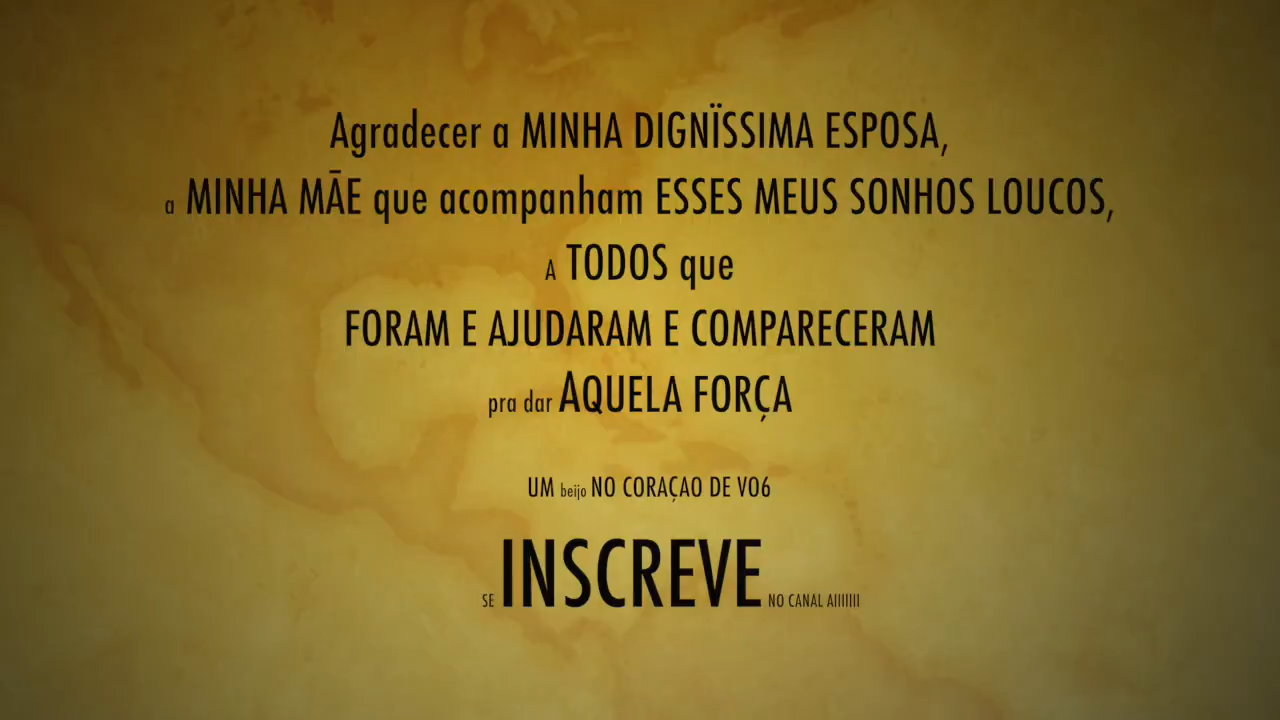 Agradecer a MINHA DIGNÏSSIMA ESPOSA,
a MINHA MÃE que acompanham ESSES MEUS SONHOS LOUCOS,
A TODOS que
FORAM E AJUDARAM E COMPARECERAM
pra dar AQUELA FORÇA
UM beijo NO CORAÇAO DE VO6
SE INSCREVE NO CANAL AIIIIIII